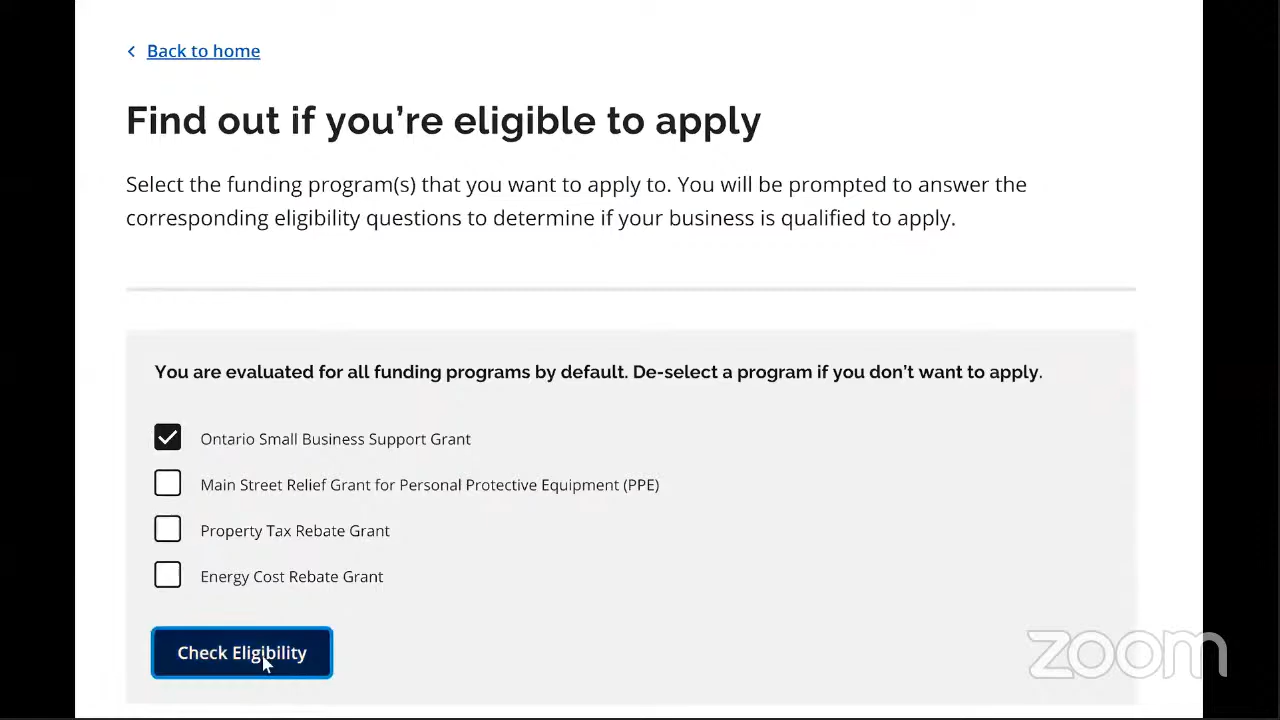 Back to home
Find out if you’re eligible to apply
Select the funding program(s) that you want to apply to. You will be prompted to answer the
corresponding eligibility questions to determine if your business is qualified to apply.
You are evaluated for all funding programs by default. De-select a program if you don’t want to apply.
Ontario Small Business Support Grant
Main Street Relief Grant for Personal Protective Equipment (PPE)
Property Tax Rebate Grant
Energy Cost Rebate Grant
Check Eligibility
zoom